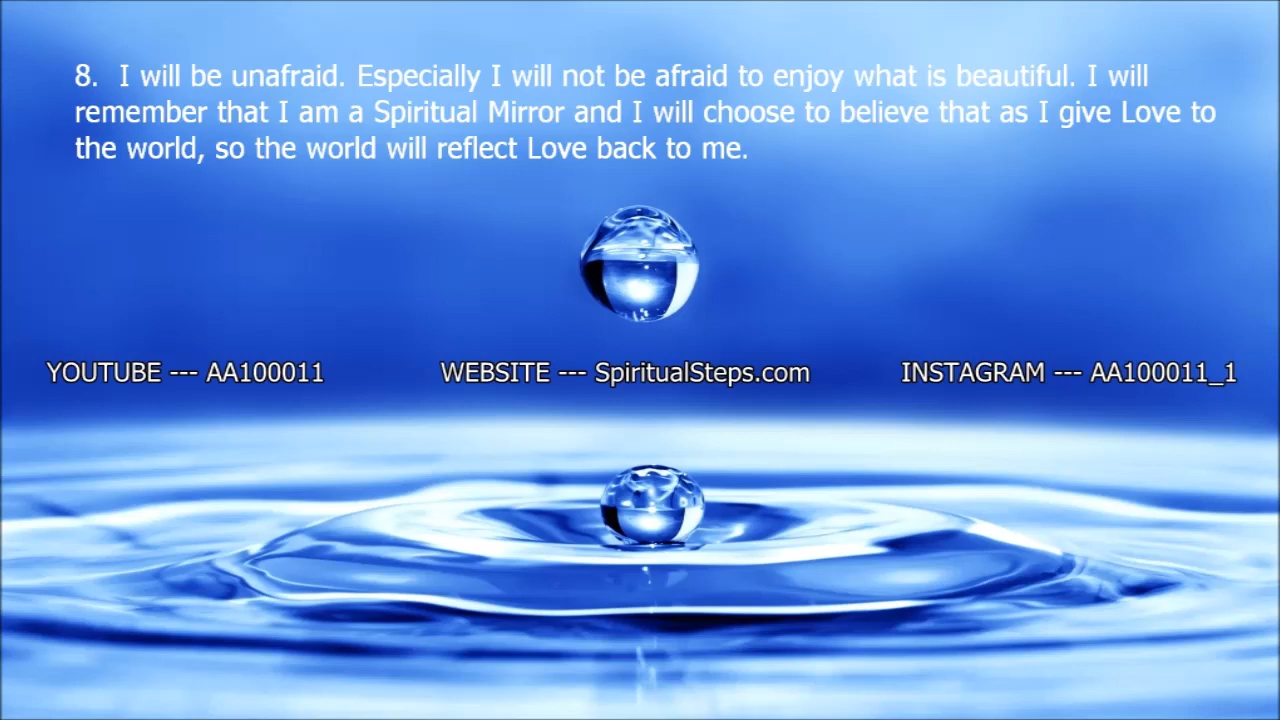 8. I will be unafraid. Especially I will not be afraid to enjoy what is beautiful. I will
remember that I am a Spiritual Mirror and I will choose to believe that as I give Love to
the world, so the world will reflect Love back to me.
YOUTUBE --- AA100011 WEBSITE --- SpiritualSteps.com INSTAGRAM --- AA100011_1